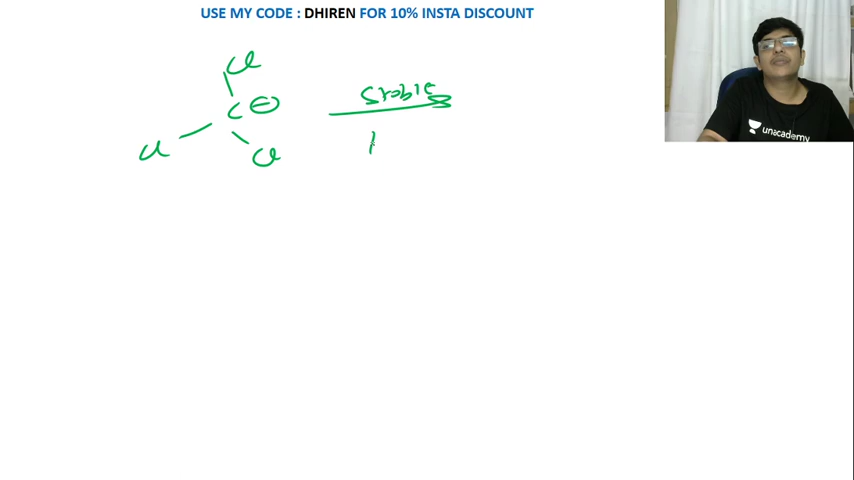 USE MY CODE : DHIREN FOR 10% INSTA DISCOUNT
Cl
C ⊖
Stable
Cl
Cl
unacademy